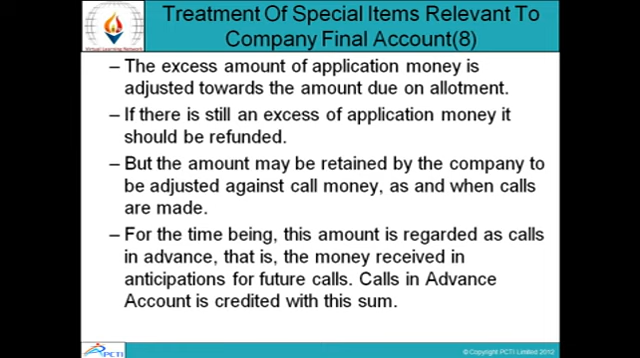 Treatment Of Special Items Relevant To
Company Final Account(8)
Virtual Learning Network
– The excess amount of application money is
adjusted towards the amount due on allotment.
– If there is still an excess of application money it
should be refunded.
– But the amount may be retained by the company to
be adjusted against call money, as and when calls
are made.
– For the time being, this amount is regarded as calls
in advance, that is, the money received in
anticipations for future calls. Calls in Advance
Account is credited with this sum.
PCTI
© Copyright PCTI Limited 2012